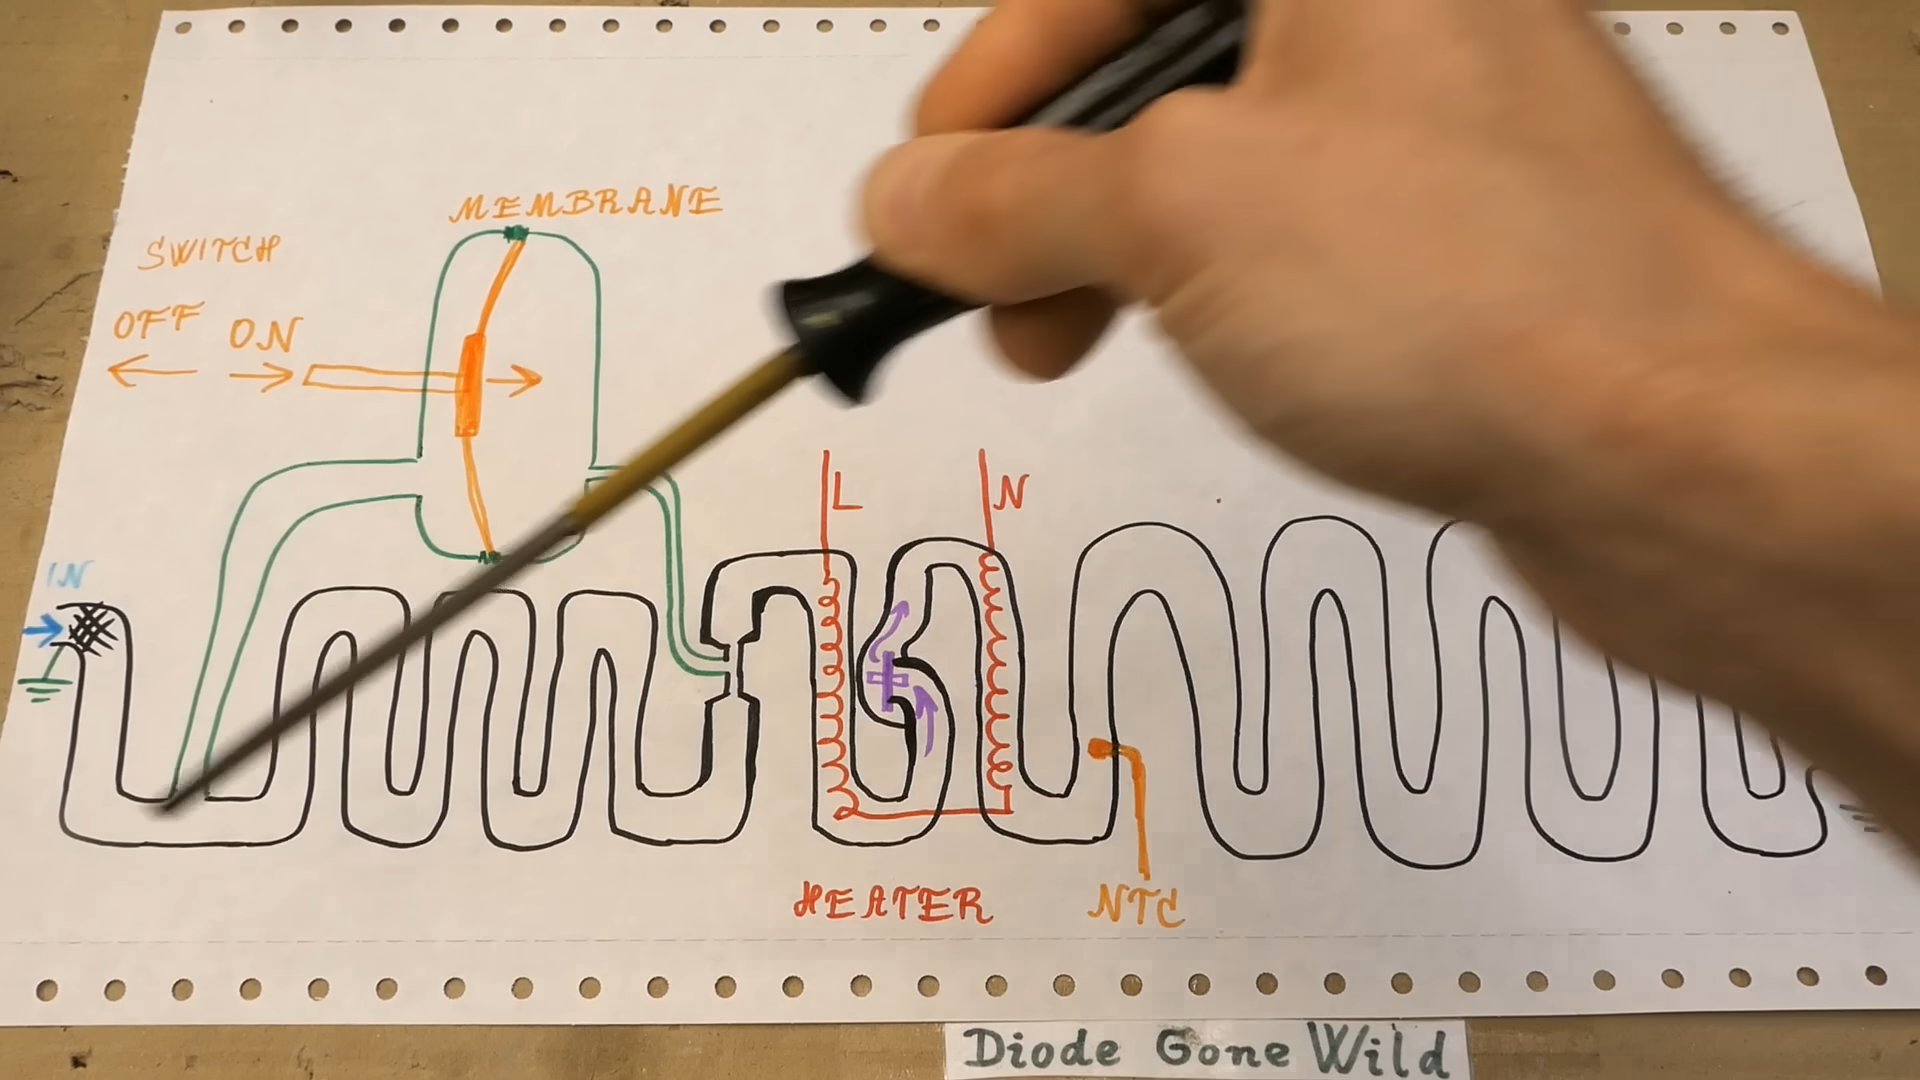 MEMBRANE
SWITCH
OFF ON
L N
IN
HEATER NTC
Diode Gone Wild